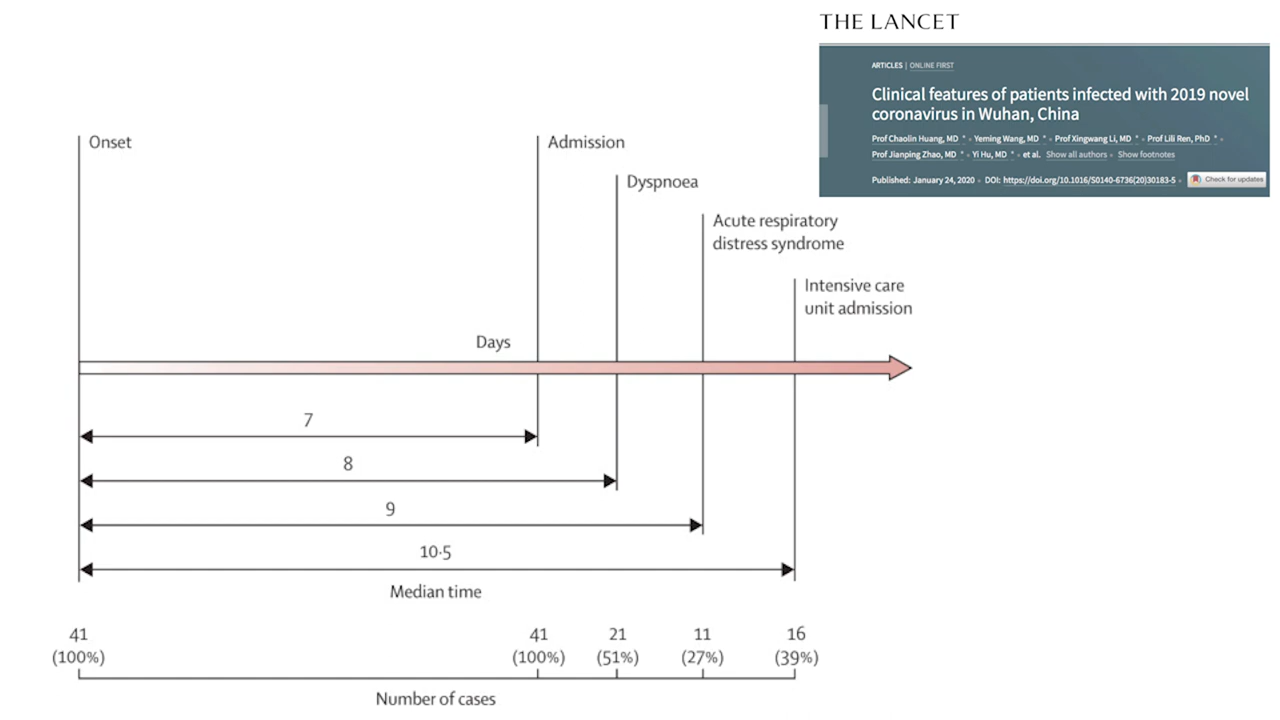 THE LANCET
ARTICLES | ONLINE FIRST
Clinical features of patients infected with 2019 novel
coronavirus in Wuhan, China
Prof Chaolin Huang, MD * • Yeming Wang, MD * • Prof Xingwang Li, MD * • Prof Lili Ren, PhD * •
Prof Jianping Zhao, MD * • Yi Hu, MD * • et al. Show all authors • Show footnotes
Published: January 24, 2020 • DOI: https://doi.org/10.1016/S0140-6736(20)30183-5 •
Check for updates
Onset
Admission
Dyspnoea
Acute respiratory
distress syndrome
Intensive care
unit admission
Days
7
8
9
10·5
Median time
41 41 21 11 16
(100%) (100%) (51%) (27%) (39%)
Number of cases